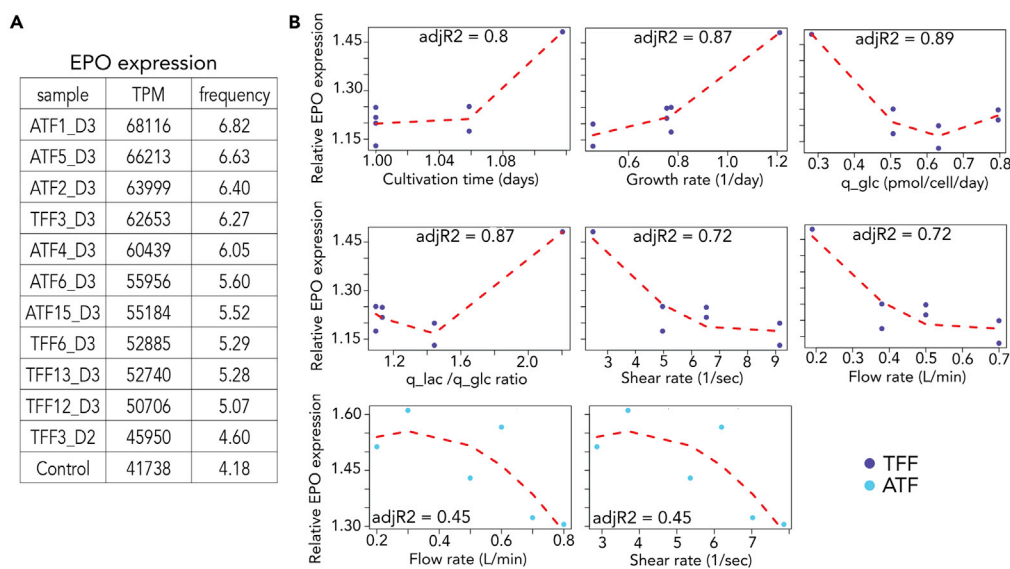 A
EPO expression
sample TPM frequency
ATF1_D3 68116 6.82
ATF5_D3 66213 6.63
ATF2_D3 63999 6.40
TFF3_D3 62653 6.27
ATF4_D3 60439 6.05
ATF6_D3 55956 5.60
ATF15_D3 55184 5.52
TFF6_D3 52885 5.29
TFF13_D3 52740 5.28
TFF12_D3 50706 5.07
TFF3_D2 45950 4.60
Control 41738 4.18
B
Relative EPO expression
1.45
1.30
1.15
adjR2 = 0.8
1.00 1.04 1.08
Cultivation time (days)
adjR2 = 0.87
0.6 0.8 1.0 1.2
Growth rate (1/day)
adjR2 = 0.89
0.3 0.4 0.5 0.6 0.7 0.8
q_glc (pmol/cell/day)
Relative EPO expression
1.45
1.30
1.15
adjR2 = 0.87
1.2 1.6 2.0
q_lac /q_glc ratio
adjR2 = 0.72
3 4 5 6 7 8 9
Shear rate (1/sec)
adjR2 = 0.72
0.2 0.3 0.4 0.5 0.6 0.7
Flow rate (L/min)
Relative EPO expression
1.60
1.45
1.30
adjR2 = 0.45
0.2 0.3 0.4 0.5 0.6 0.7 0.8
Flow rate (L/min)
adjR2 = 0.45
3 4 5 6 7
Shear rate (1/sec)
TFF
ATF